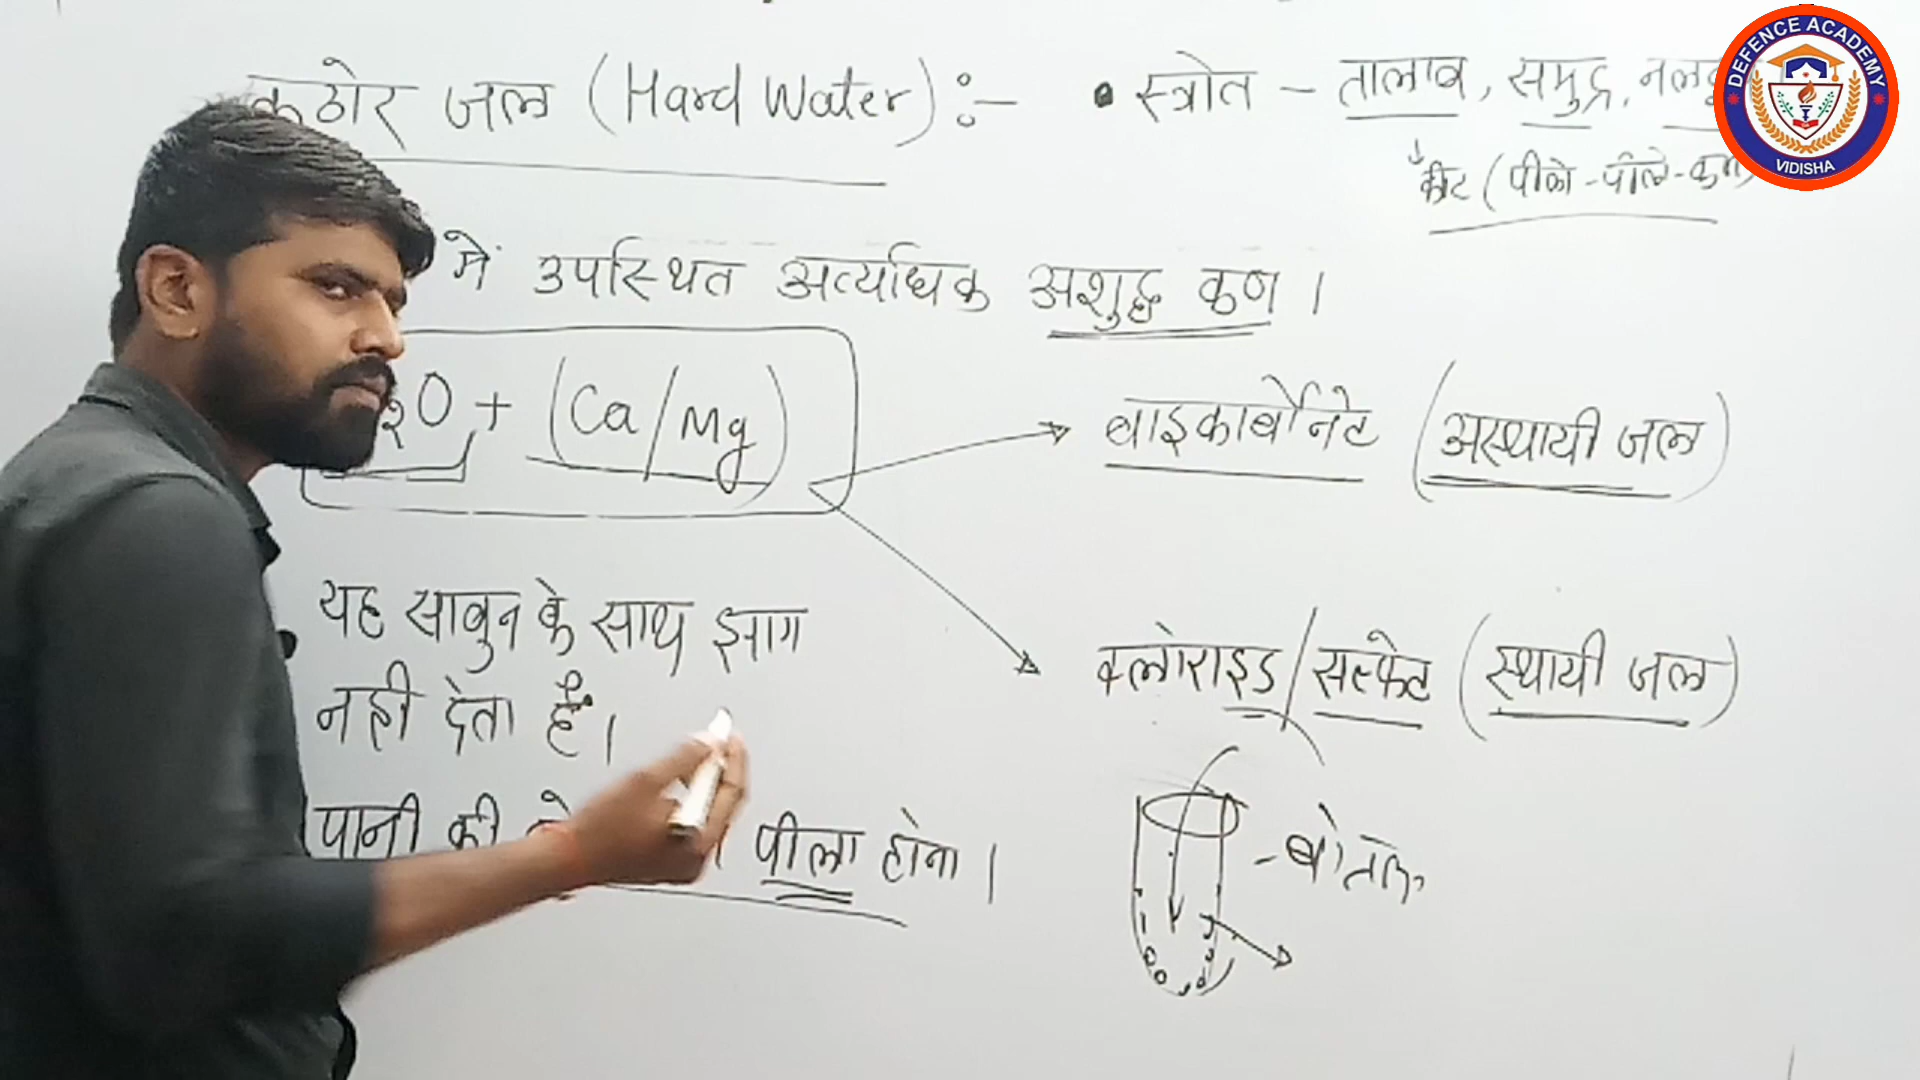 कठोर जल (Hard Water) :-
• स्त्रोत - तालाब, समुद्र,
कीट (पीले-पीले-कण)
में उपस्थित अत्यधिक अशुद्ध कण ।
२O + (Ca/Mg)
बाइकार्बोनेट (अस्थायी जल)
क्लोराइड/सल्फेट (स्थायी जल)
यह साबुन के साथ झाग
नही देता है ।
पानी की पीला होना ।
- बोतल
DEFENCE ACADEMY
VIDISHA